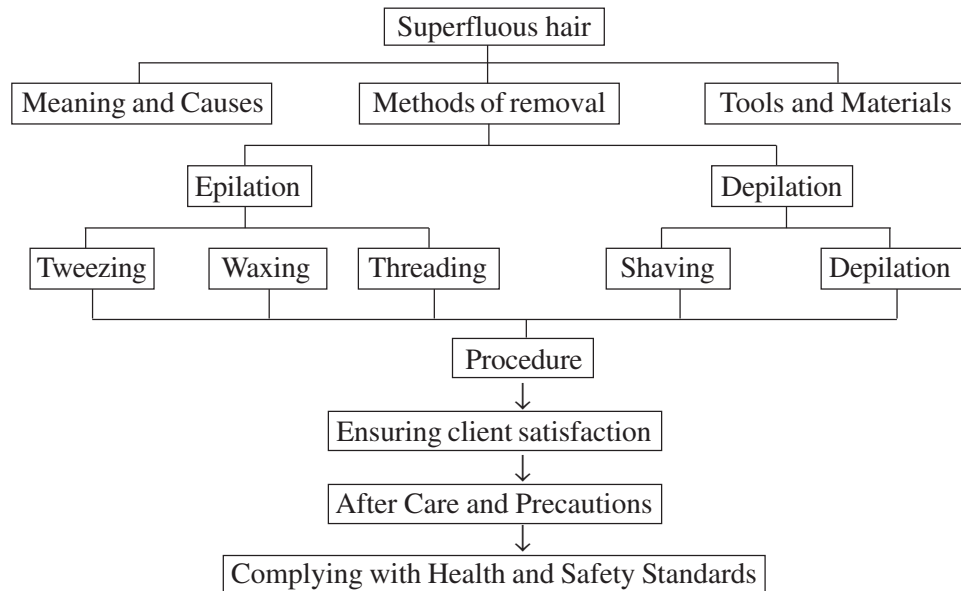 Superfluous hair
Meaning and Causes
Methods of removal
Tools and Materials
Epilation
Depilation
Tweezing
Waxing
Threading
Shaving
Depilation
Procedure
Ensuring client satisfaction
After Care and Precautions
Complying with Health and Safety Standards